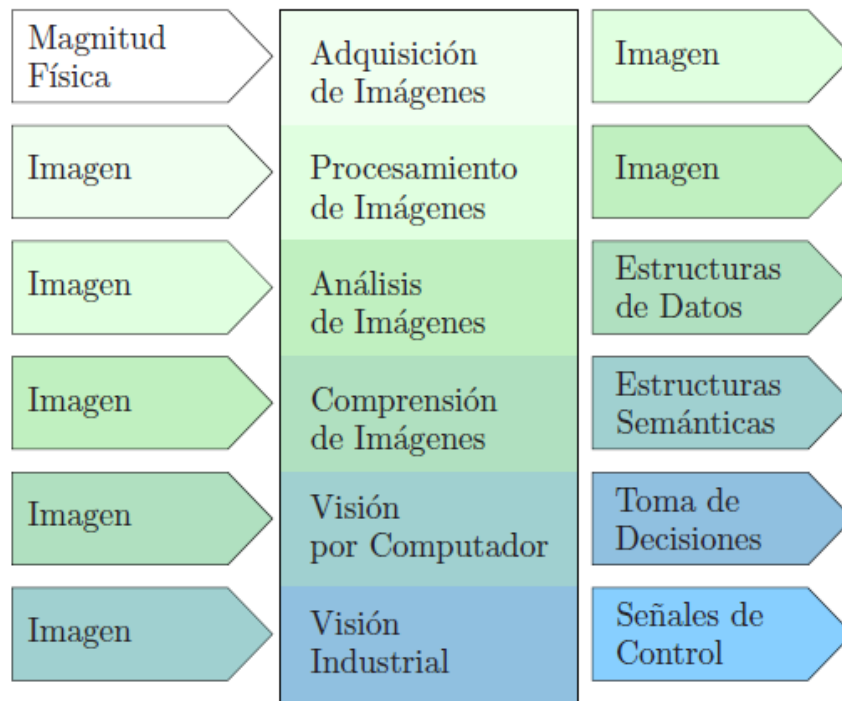 Magnitud
Física
Adquisición
de Imágenes
Imagen
Imagen
Procesamiento
de Imágenes
Imagen
Imagen
Análisis
de Imágenes
Estructuras
de Datos
Imagen
Comprensión
de Imágenes
Estructuras
Semánticas
Imagen
Visión
por Computador
Toma de
Decisiones
Imagen
Visión
Industrial
Señales de
Control